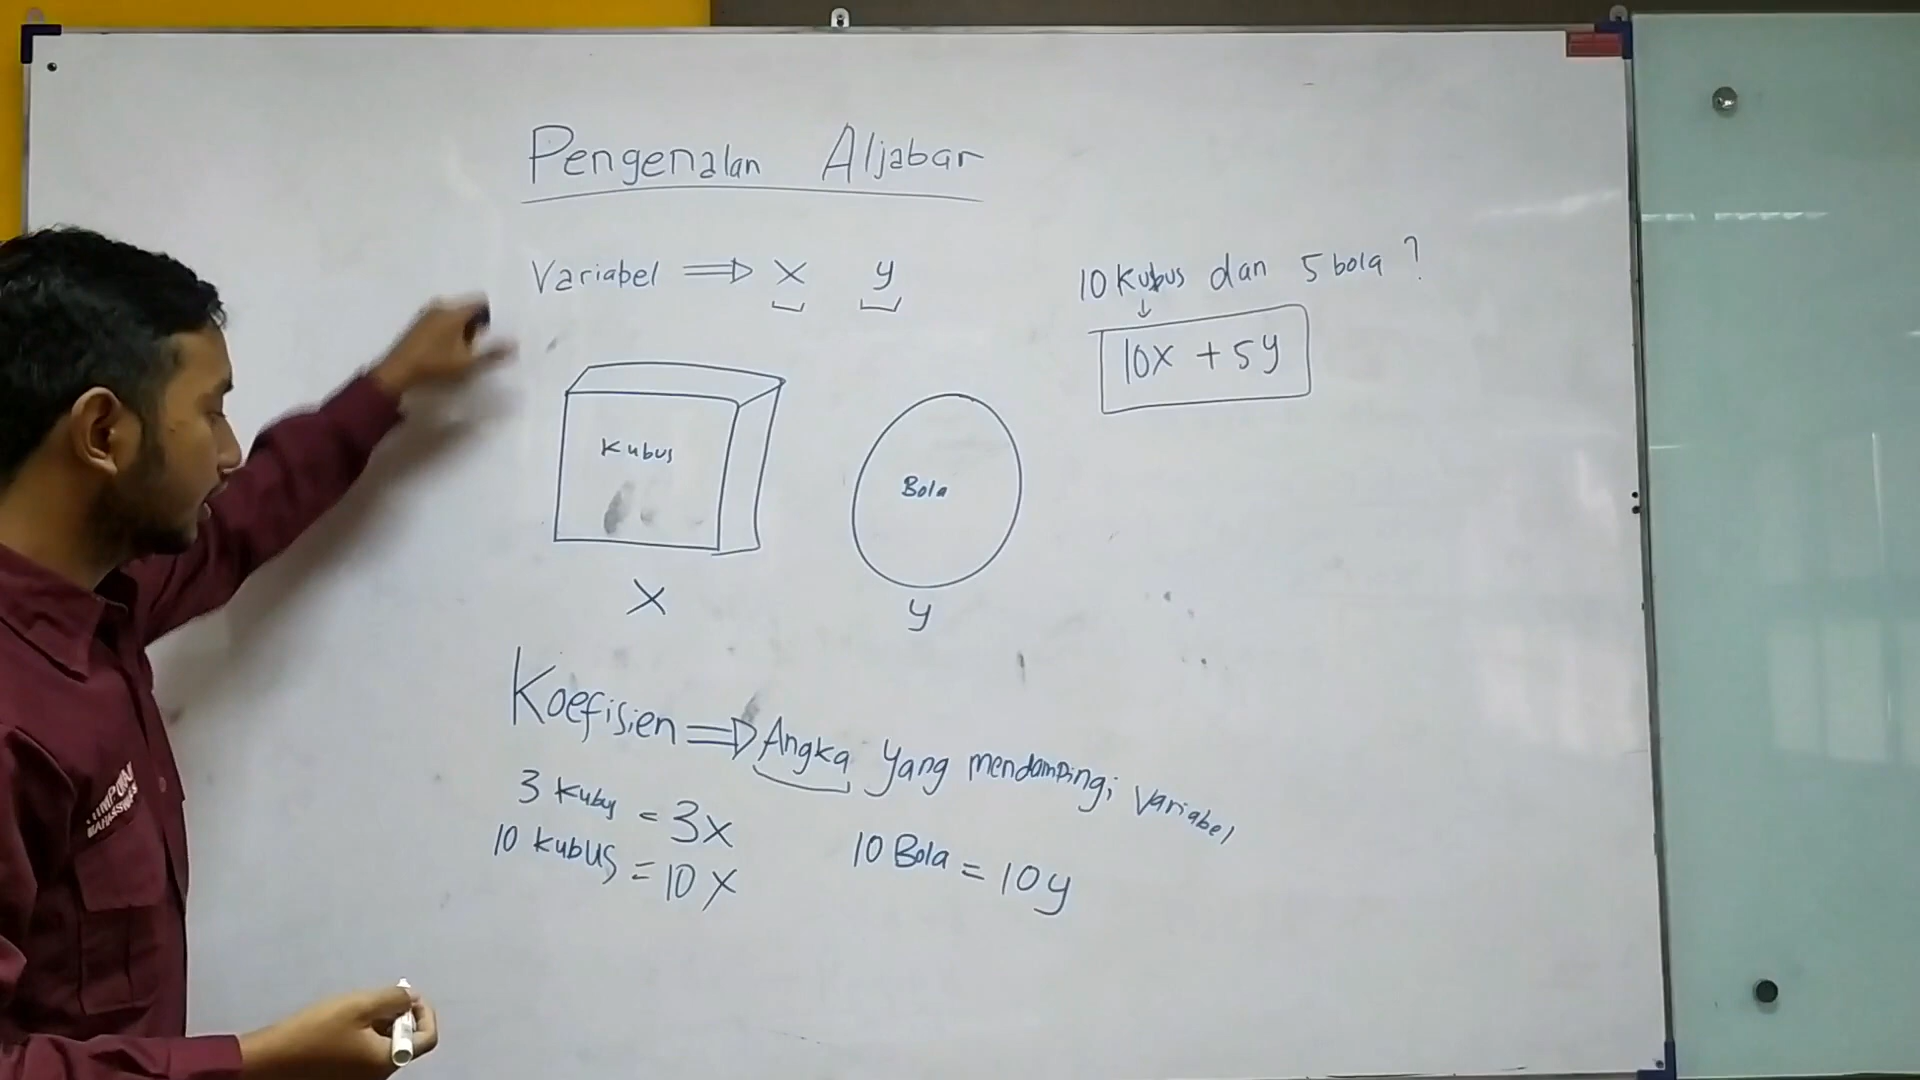 Pengenalan Aljabar
Variabel ⇒ x y
Kubus
Bola
x
y
Koefisien ⇒ Angka yang mendampingi variabel
3 kubus = 3x
10 kubus = 10x
10 Bola = 10y
10 Kubus dan 5 bola ?
↓
10x + 5y